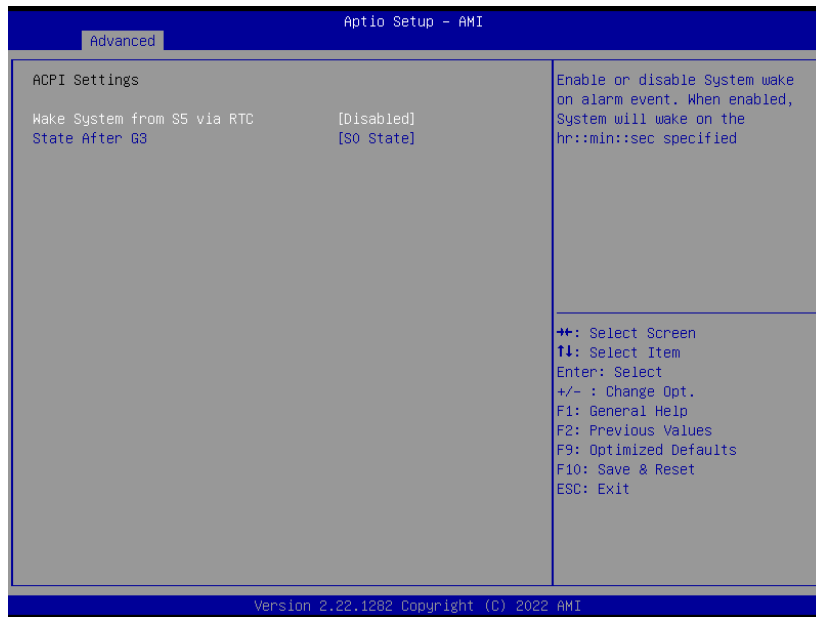 Aptio Setup – AMI
Advanced
ACPI Settings
Wake System from S5 via RTC [Disabled]
State After G3 [S0 State]
Enable or disable System wake
on alarm event. When enabled,
System will wake on the
hr::min::sec specified
→←: Select Screen
↑↓: Select Item
Enter: Select
+/- : Change Opt.
F1: General Help
F2: Previous Values
F9: Optimized Defaults
F10: Save & Reset
ESC: Exit
Version 2.22.1282 Copyright (C) 2022 AMI